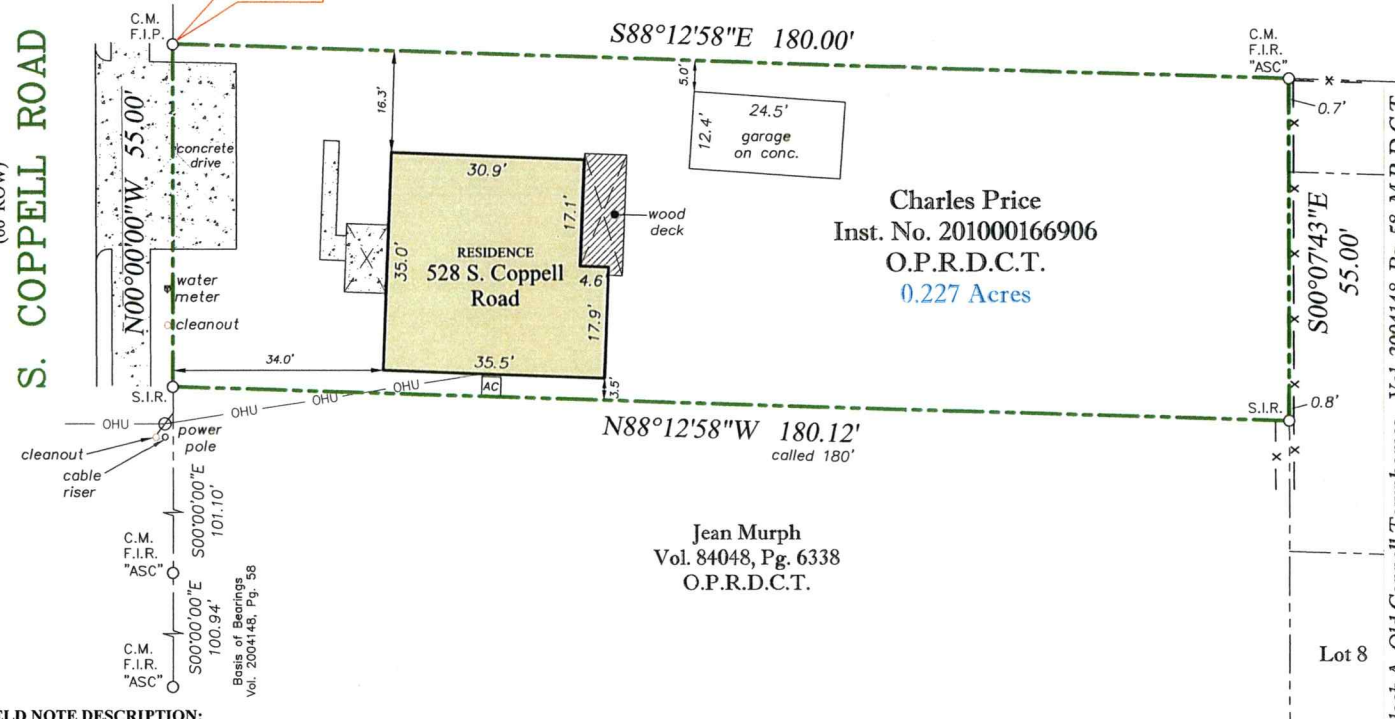 C.M.
F.I.P.
S88°12'58"E 180.00'
C.M.
F.I.R.
"ASC"
S. COPPELL ROAD
N00°00'00"W 55.00'
concrete
drive
16.3'
5.0'
24.5'
12.4'
garage
on conc.
0.7'
30.9'
17.1'
wood
deck
35.0'
RESIDENCE
528 S. Coppell
Road
4.6
17.9'
35.5'
3.5'
AC
Charles Price
Inst. No. 201000166906
O.P.R.D.C.T.
0.227 Acres
S00°07'43"E
55.00'
water
meter
cleanout
34.0'
S.I.R.
OHU
OHU
OHU
OHU
power
pole
cleanout
cable
riser
N88°12'58"W 180.12'
called 180'
S.I.R.
0.8'
S00°00'00"E
101.10'
C.M.
F.I.R.
"ASC"
S00°00'00"E
100.94'
Basis of Bearings
Vol. 2004148, Pg. 58
C.M.
F.I.R.
"ASC"
Jean Murph
Vol. 84048, Pg. 6338
O.P.R.D.C.T.
Lot 8
NOTE DESCRIPTION: